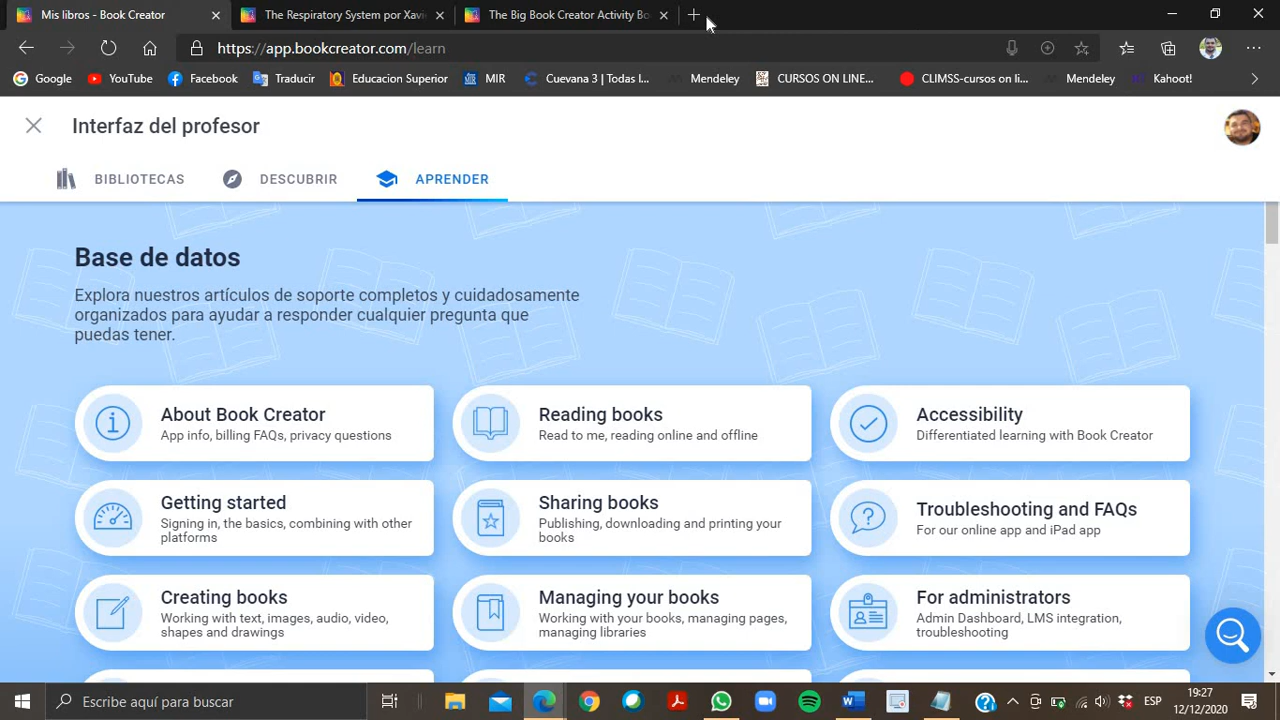 Mis libros - Book Creator
The Respiratory System por Xavi
The Big Book Creator Activity Bo
https://app.bookcreator.com/learn
Google
YouTube
Facebook
Traducir
Educacion Superior
MIR
Cuevana 3 | Todas l...
Mendeley
CURSOS ON LINE...
CLIMSS-cursos on li...
Mendeley
Kahoot!
Interfaz del profesor
BIBLIOTECAS
DESCUBRIR
APRENDER
Base de datos
Explora nuestros artículos de soporte completos y cuidadosamente
organizados para ayudar a responder cualquier pregunta que
puedas tener.
About Book Creator
App info, billing FAQs, privacy questions
Reading books
Read to me, reading online and offline
Accessibility
Differentiated learning with Book Creator
Getting started
Signing in, the basics, combining with other
platforms
Sharing books
Publishing, downloading and printing your
books
Troubleshooting and FAQs
For our online app and iPad app
Creating books
Working with text, images, audio, video,
shapes and drawings
Managing your books
Working with your books, managing pages,
managing libraries
For administrators
Admin Dashboard, LMS integration,
troubleshooting
Escribe aquí para buscar
ESP
19:27
12/12/2020